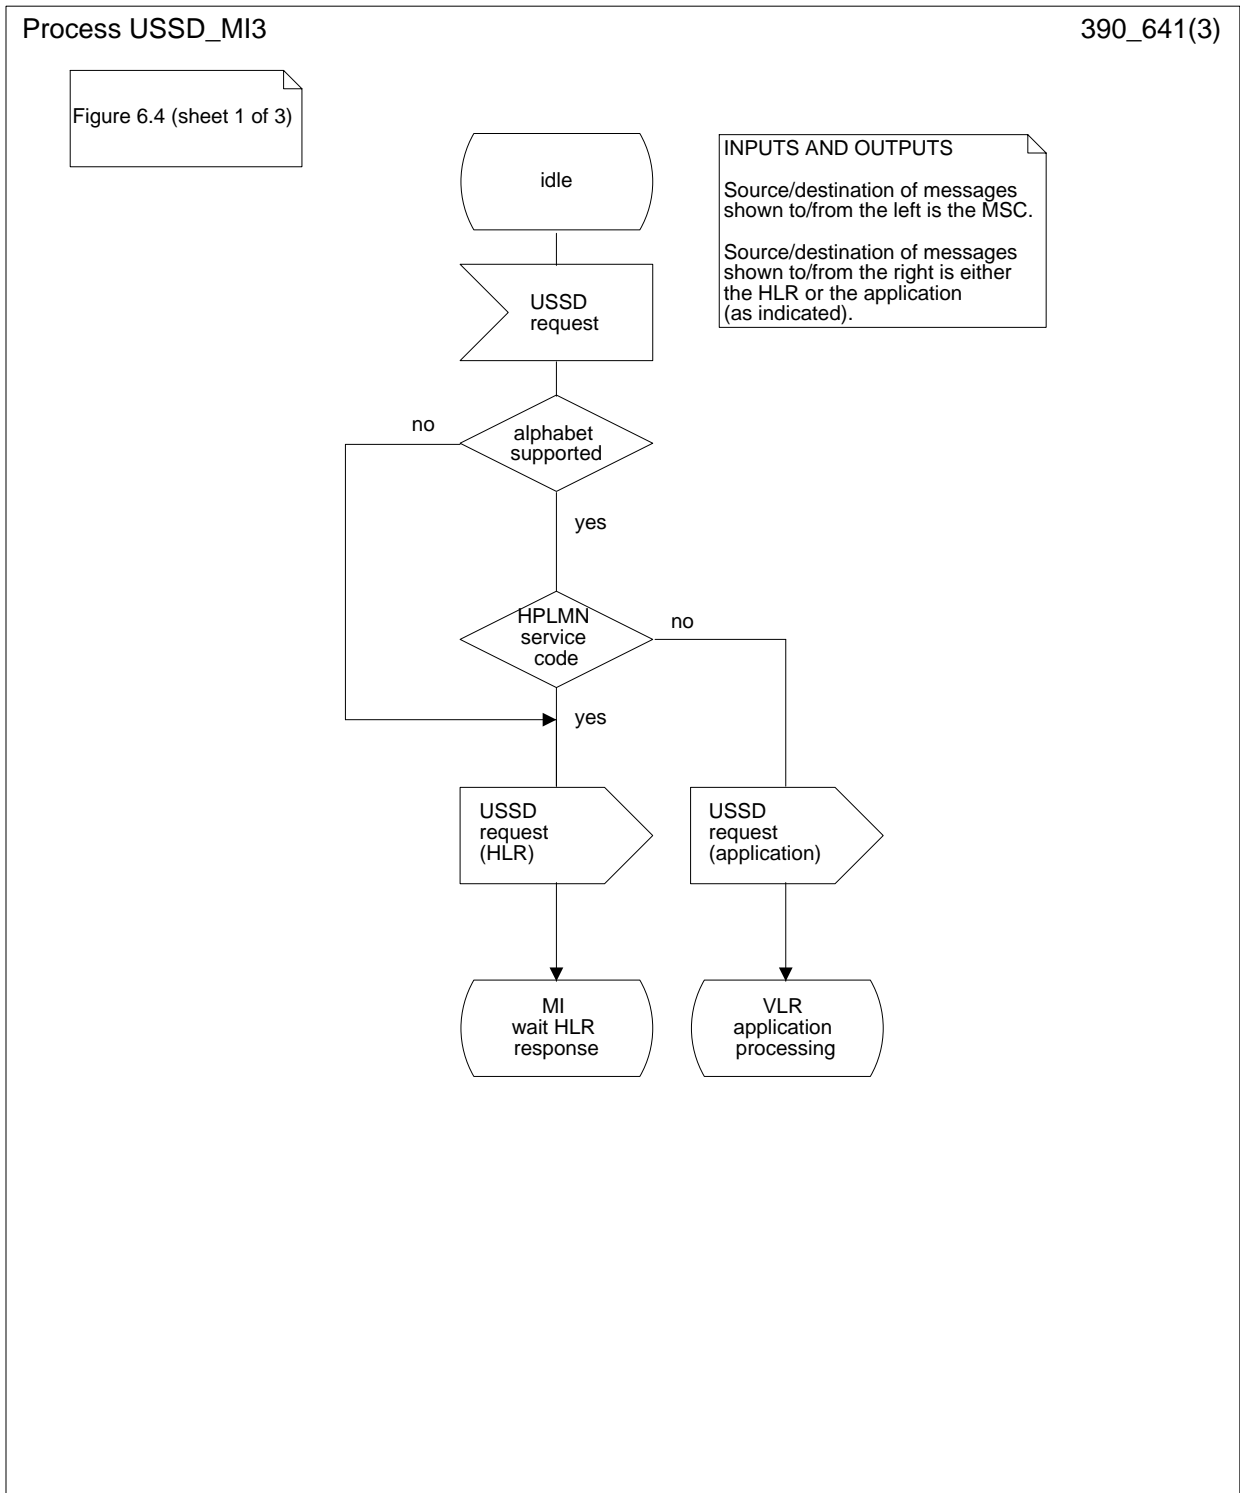 Process USSD_MI3
390_641(3)
Figure 6.4 (sheet 1 of 3)
idle
INPUTS AND OUTPUTS
Source/destination of messages
shown to/from the left is the MSC.
Source/destination of messages
shown to/from the right is either
the HLR or the application
(as indicated).
USSD
request
no
alphabet
supported
yes
HPLMN
service
code
no
yes
USSD
request
(HLR)
USSD
request
(application)
MI
wait HLR
response
VLR
application
processing